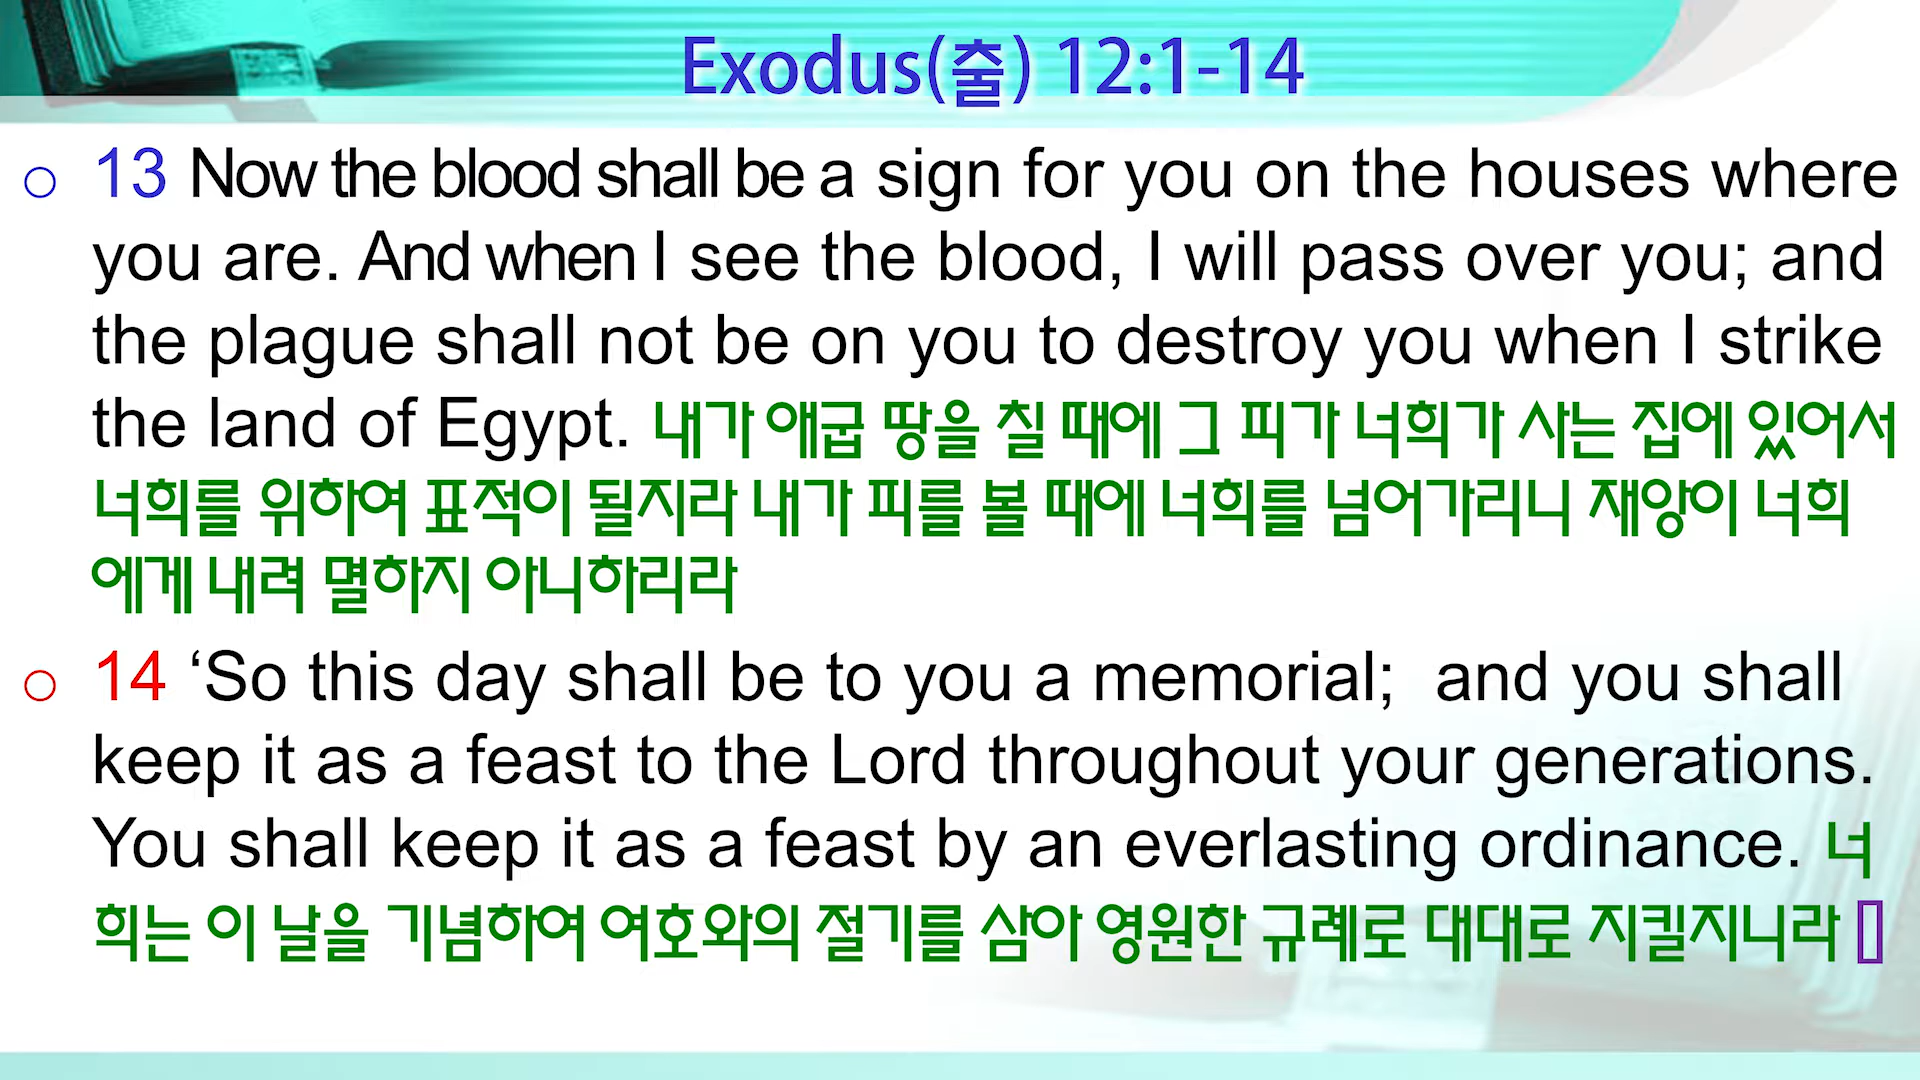 Exodus(출) 12:1-14
○ 13 Now the blood shall be a sign for you on the houses where
you are. And when I see the blood, I will pass over you; and
the plague shall not be on you to destroy you when I strike
the land of Egypt. 내가 애굽 땅을 칠 때에 그 피가 너희가 사는 집에 있어서
너희를 위하여 표적이 될지라 내가 피를 볼 때에 너희를 넘어가리니 재앙이 너희
에게 내려 멸하지 아니하리라
○ 14 ‘So this day shall be to you a memorial;  and you shall
keep it as a feast to the Lord throughout your generations.
You shall keep it as a feast by an everlasting ordinance. 너
희는 이 날을 기념하여 여호와의 절기를 삼아 영원한 규례로 대대로 지킬지니라